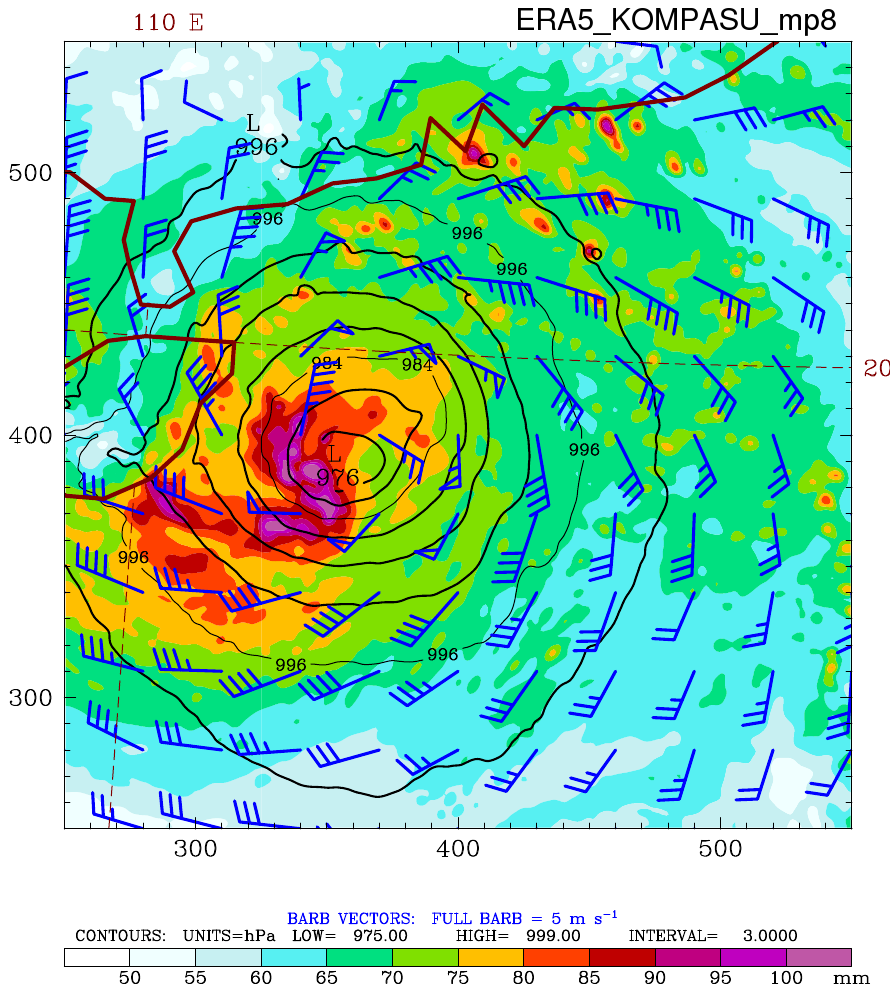 110 E ERA5_KOMPASU_mp8
L
996
500
996
996
996
984 984
20
400
L
976
996
996
996 996
300
300 400 500
BARB VECTORS: FULL BARB = 5 m s⁻¹
CONTOURS: UNITS=hPa LOW= 975.00 HIGH= 999.00 INTERVAL= 3.0000
50 55 60 65 70 75 80 85 90 95 100 mm